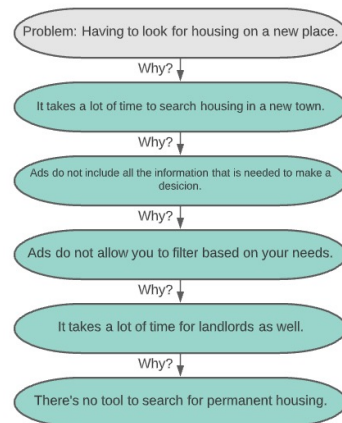 Problem: Having to look for housing on a new place.
Why?
It takes a lot of time to search housing in a new town.
Why?
Ads do not include all the information that is needed to make a
desicion.
Why?
Ads do not allow you to filter based on your needs.
Why?
It takes a lot of time for landlords as well.
Why?
There's no tool to search for permanent housing.